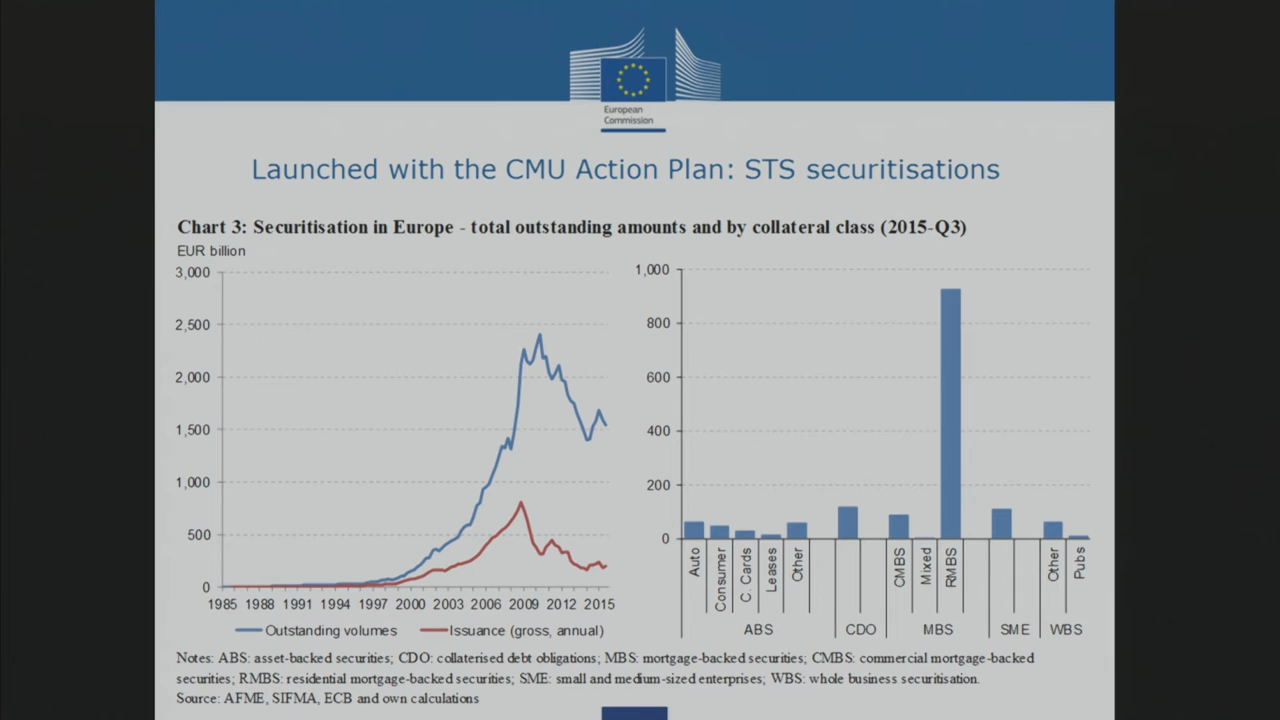 European
Commission
Launched with the CMU Action Plan: STS securitisations
Chart 3: Securitisation in Europe - total outstanding amounts and by collateral class (2015-Q3)
EUR billion
3,000
2,500
2,000
1,500
1,000
500
0
1985 1988 1991 1994 1997 2000 2003 2006 2009 2012 2015
Outstanding volumes Issuance (gross, annual)
1,000
800
600
400
200
0
Auto
Consumer
C. Cards
Leases
Other
CMBS
Mixed
RMBS
Other
Pubs
ABS CDO MBS SME WBS
Notes: ABS: asset-backed securities; CDO: collaterised debt obligations; MBS: mortgage-backed securities; CMBS: commercial mortgage-backed
securities; RMBS: residential mortgage-backed securities; SME: small and medium-sized enterprises; WBS: whole business securitisation.
Source: AFME, SIFMA, ECB and own calculations